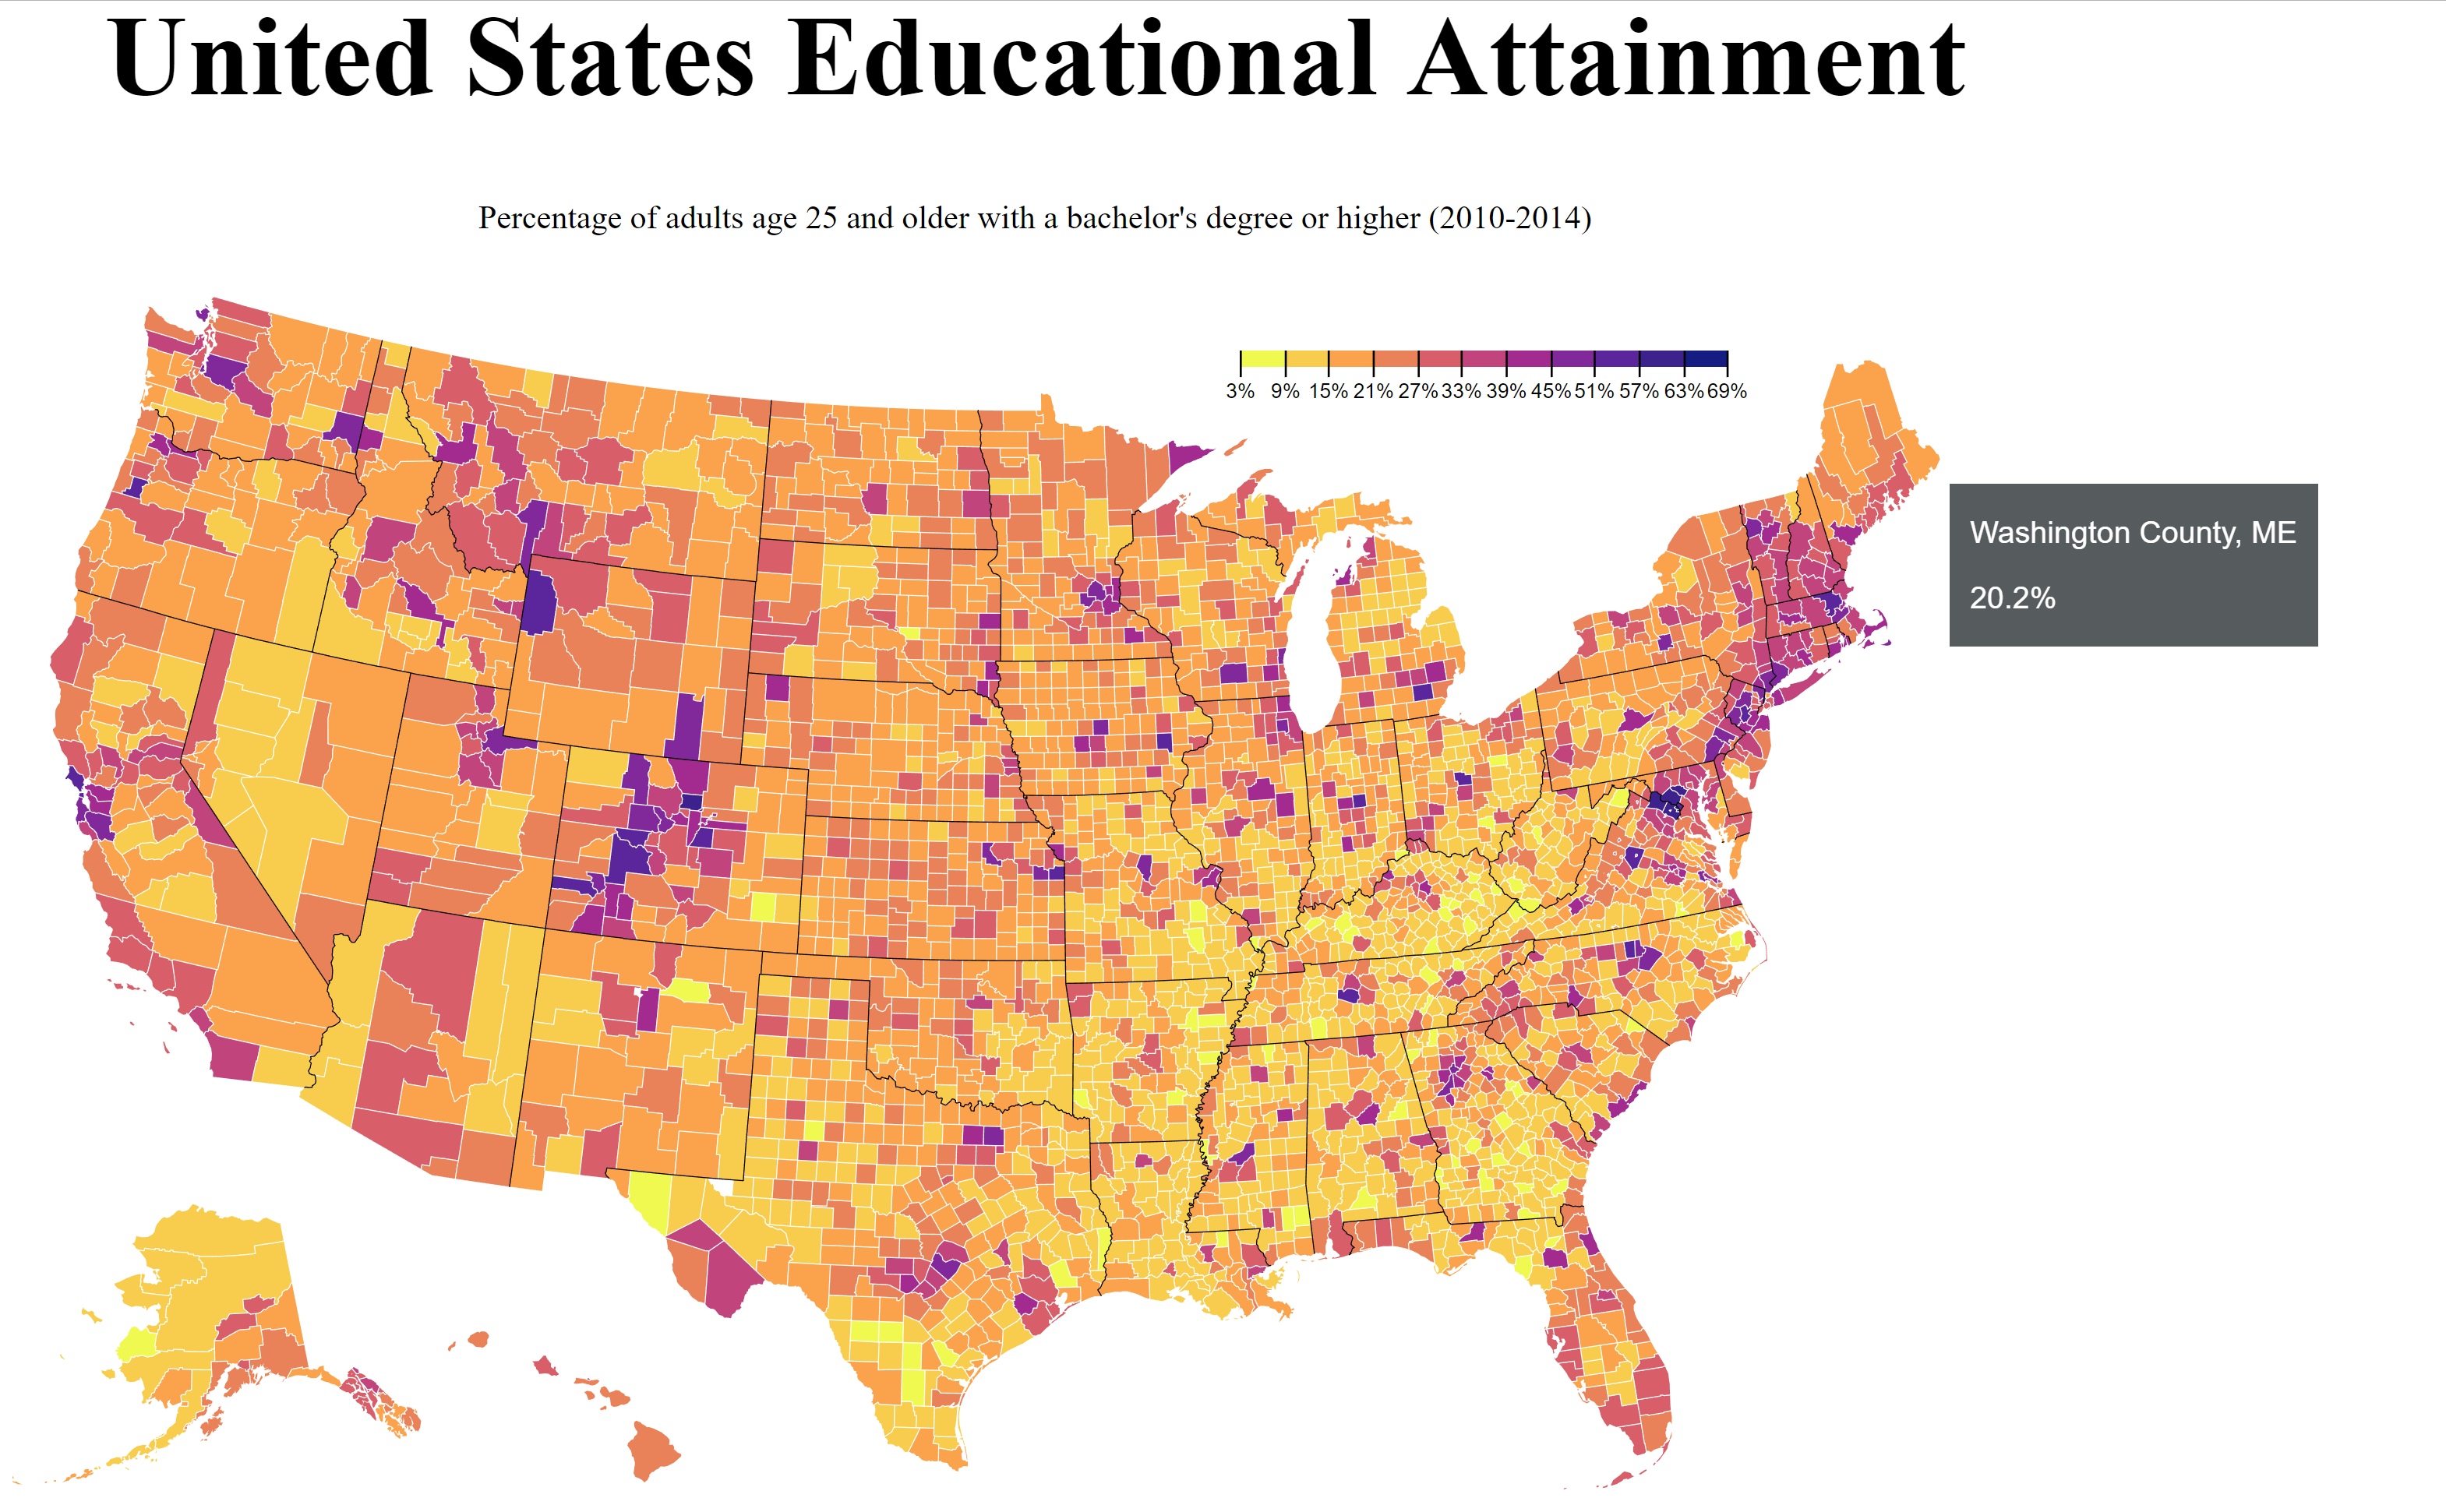 United States Educational Attainment
Percentage of adults age 25 and older with a bachelor's degree or higher (2010-2014)
3% 9% 15% 21% 27% 33% 39% 45% 51% 57% 63% 69%
Washington County, ME
20.2%